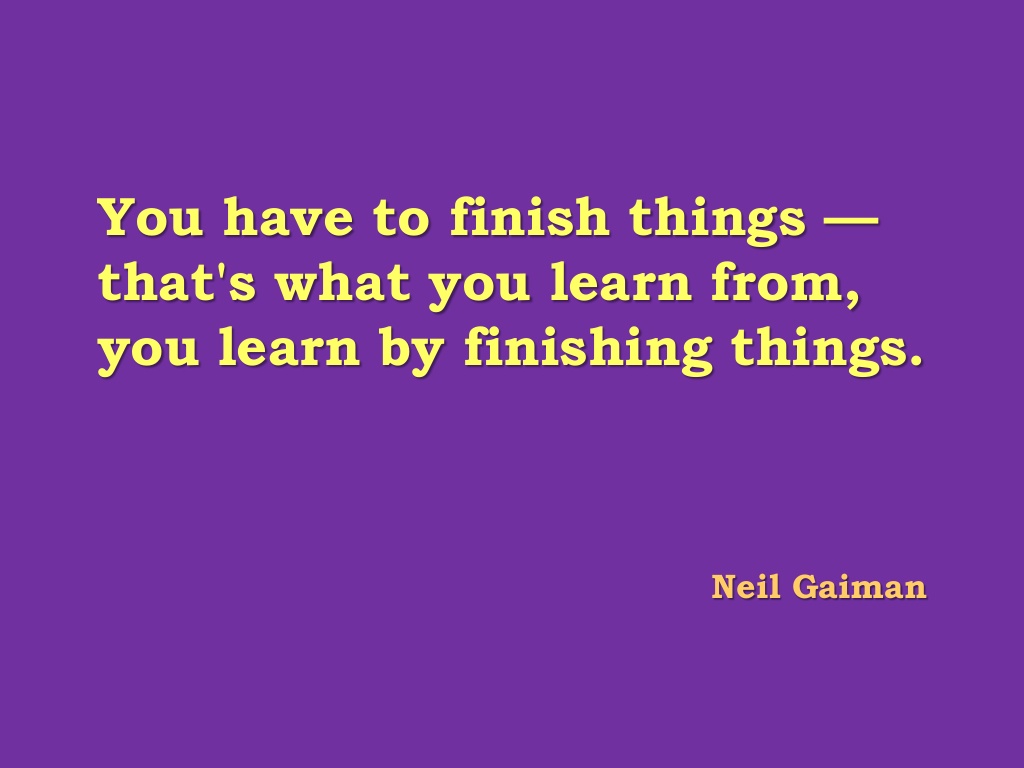 You have to finish things —
that's what you learn from,
you learn by finishing things.
Neil Gaiman